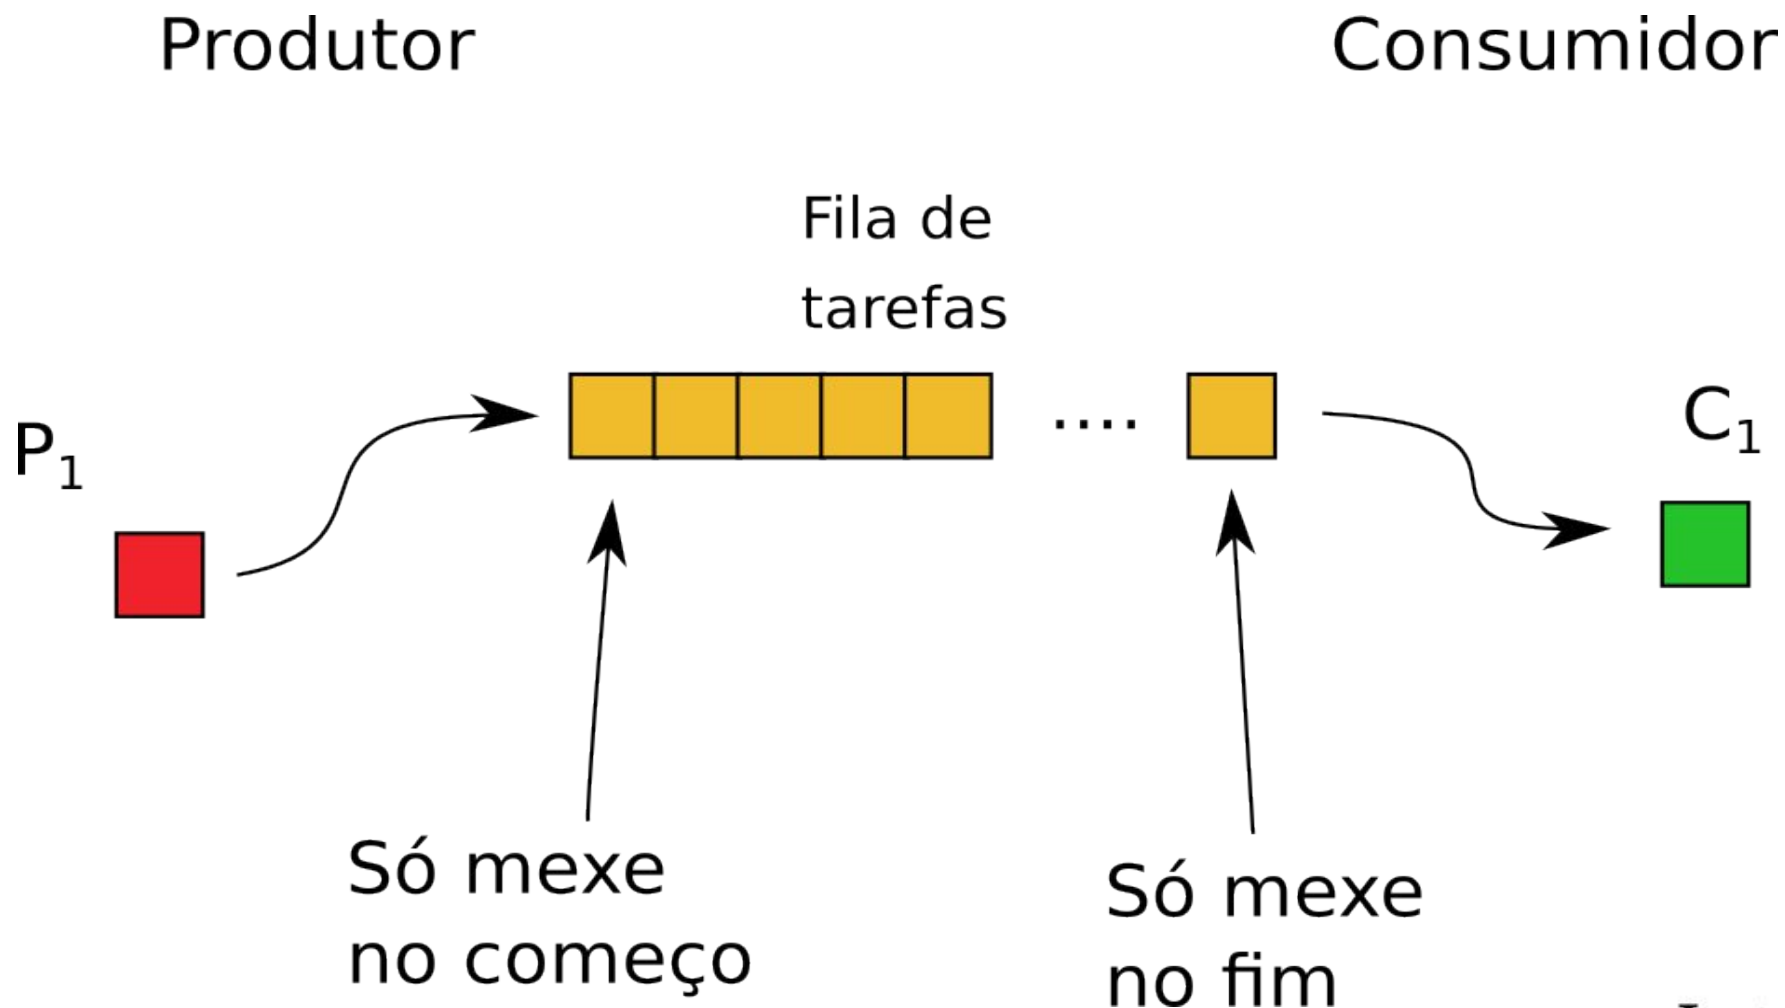 Produtor
Consumidor
Fila de
tarefas
P1
C1
Só mexe
no começo
Só mexe
no fim